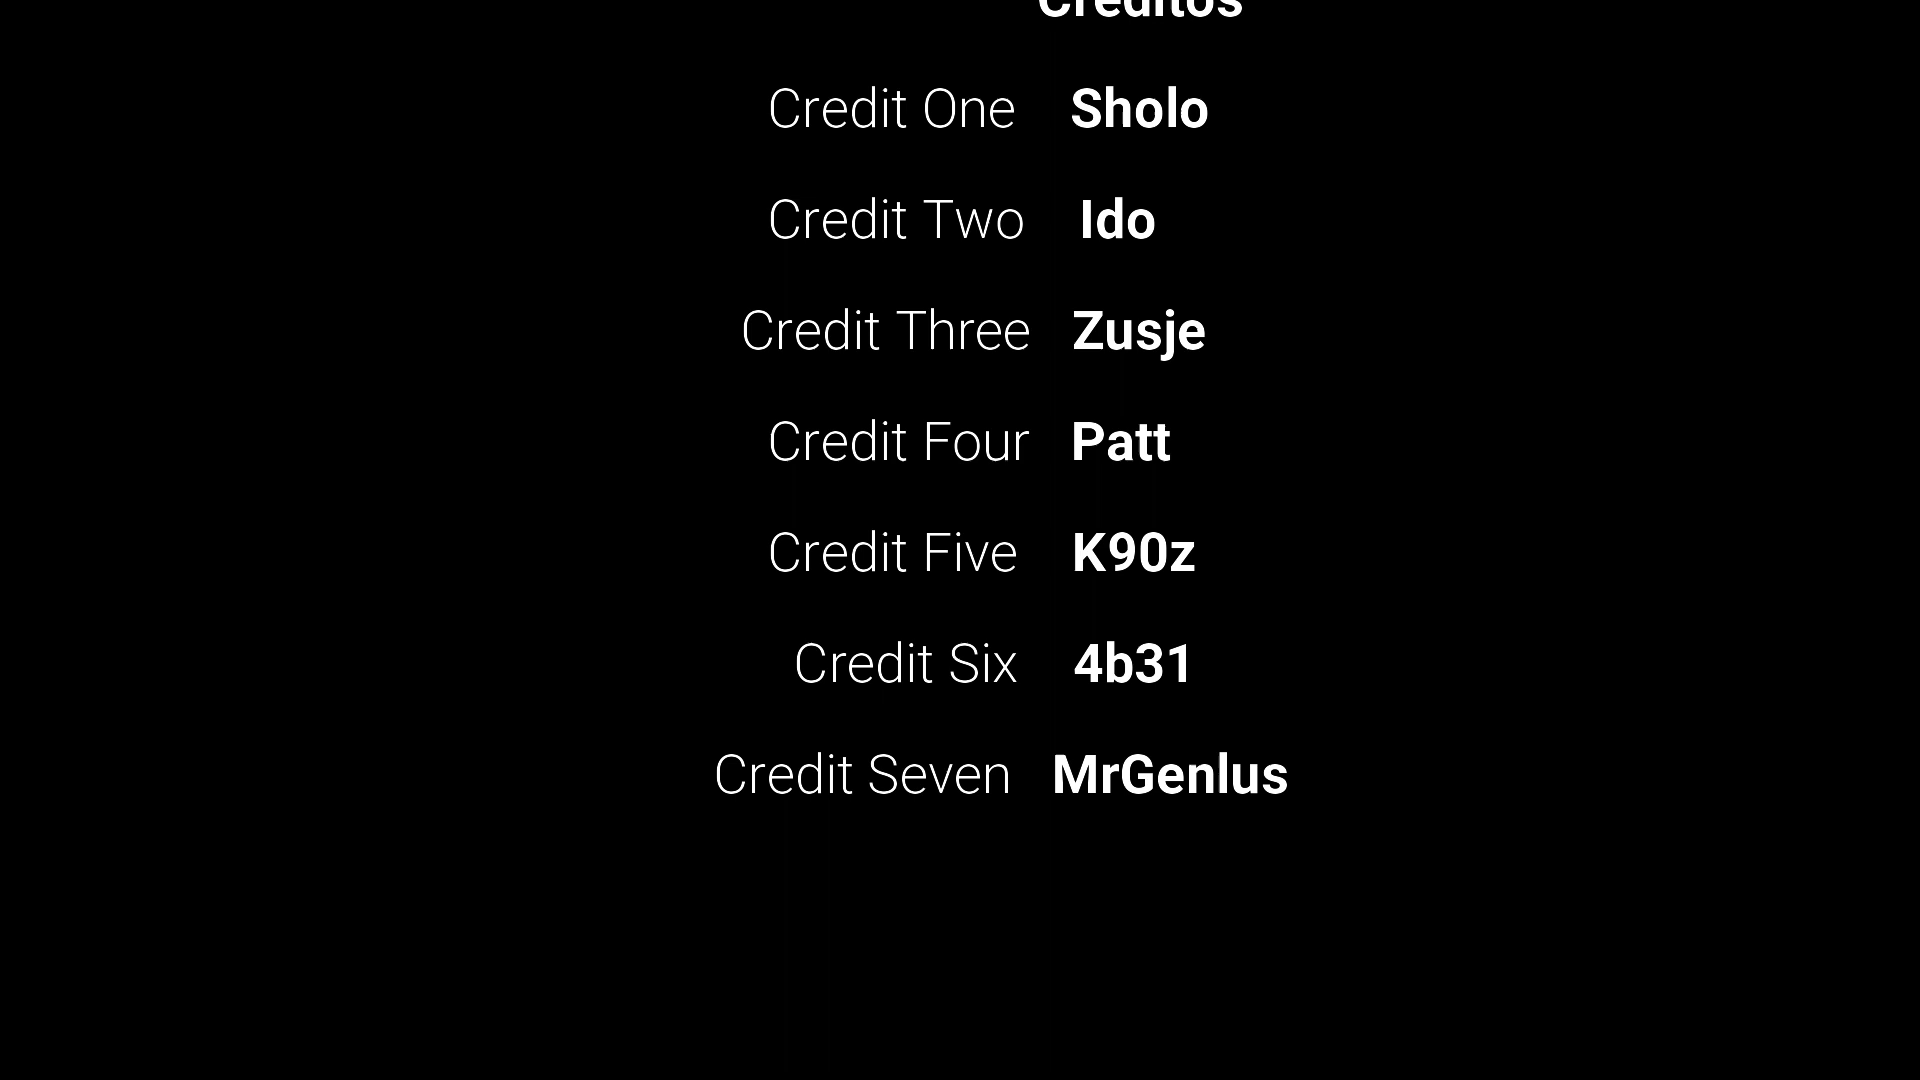 Creditos
Credit One Sholo
Credit Two Ido
Credit Three Zusje
Credit Four Patt
Credit Five K90z
Credit Six 4b31
Credit Seven MrGenlus